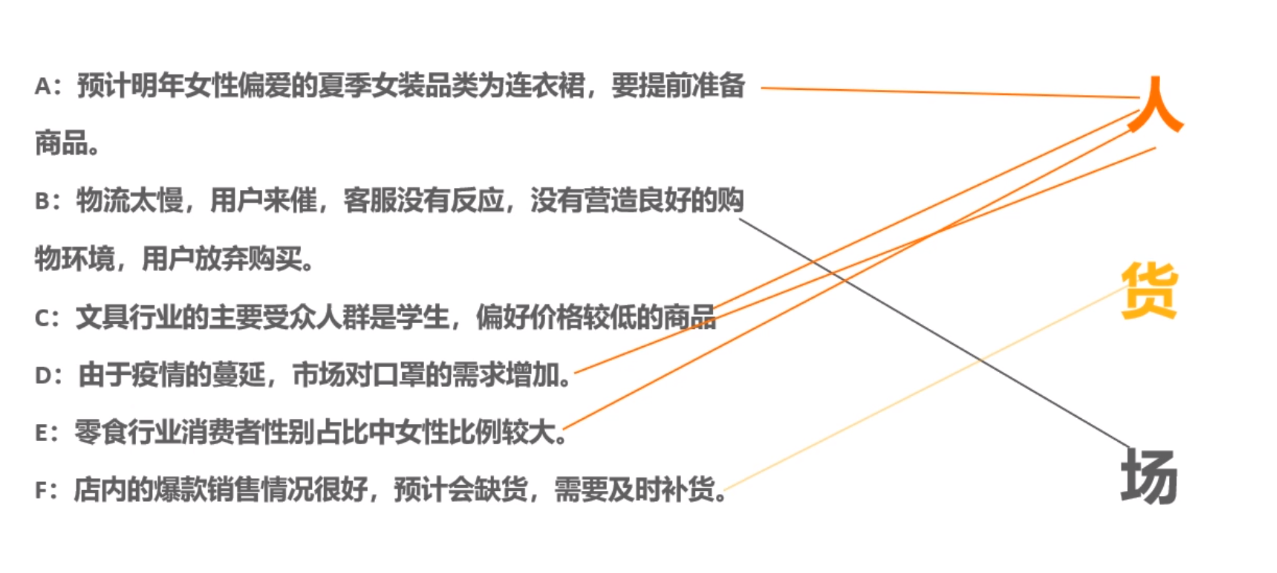 A：预计明年女性偏爱的夏季女装品类为连衣裙，要提前准备
商品。
B：物流太慢，用户来催，客服没有反应，没有营造良好的购
物环境，用户放弃购买。
C：文具行业的主要受众人群是学生，偏好价格较低的商品
D：由于疫情的蔓延，市场对口罩的需求增加。
E：零食行业消费者性别占比中女性比例较大。
F：店内的爆款销售情况很好，预计会缺货，需要及时补货。
人
货
场